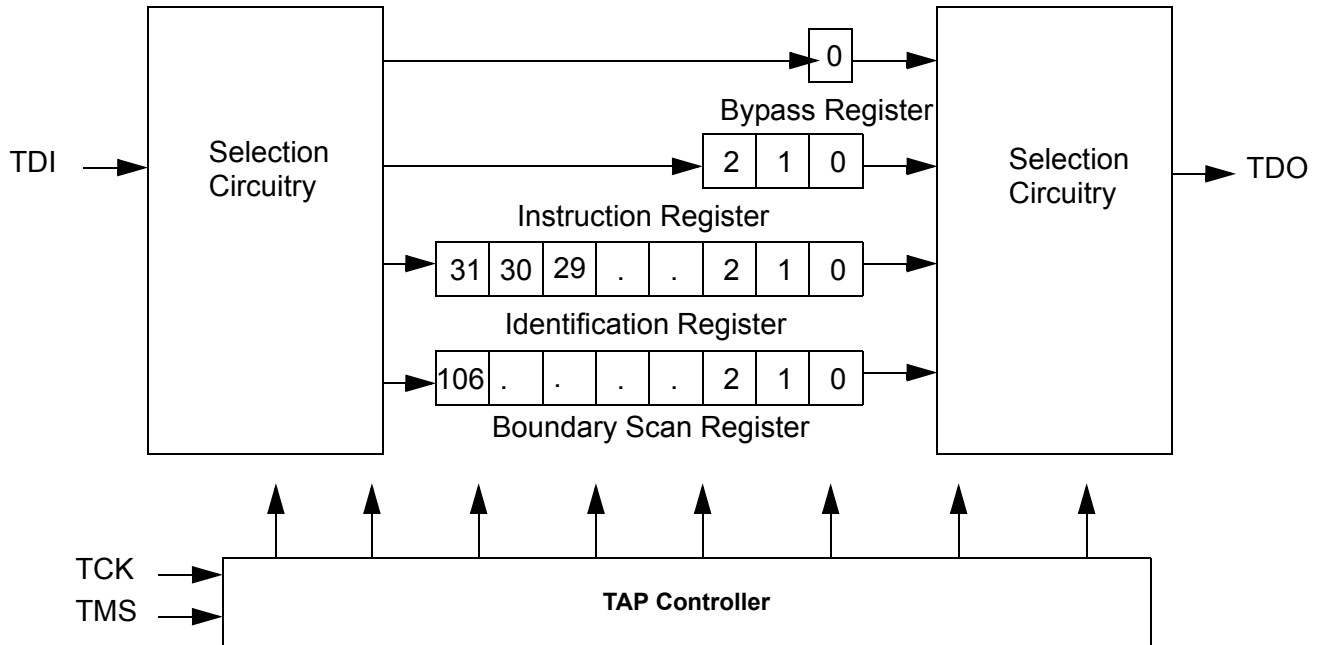 0
Bypass Register
TDI
Selection
Circuitry
2 1 0
Selection
Circuitry
TDO
Instruction Register
31 30 29 . . 2 1 0
Identification Register
106 . . . . 2 1 0
Boundary Scan Register
TCK
TMS
TAP Controller